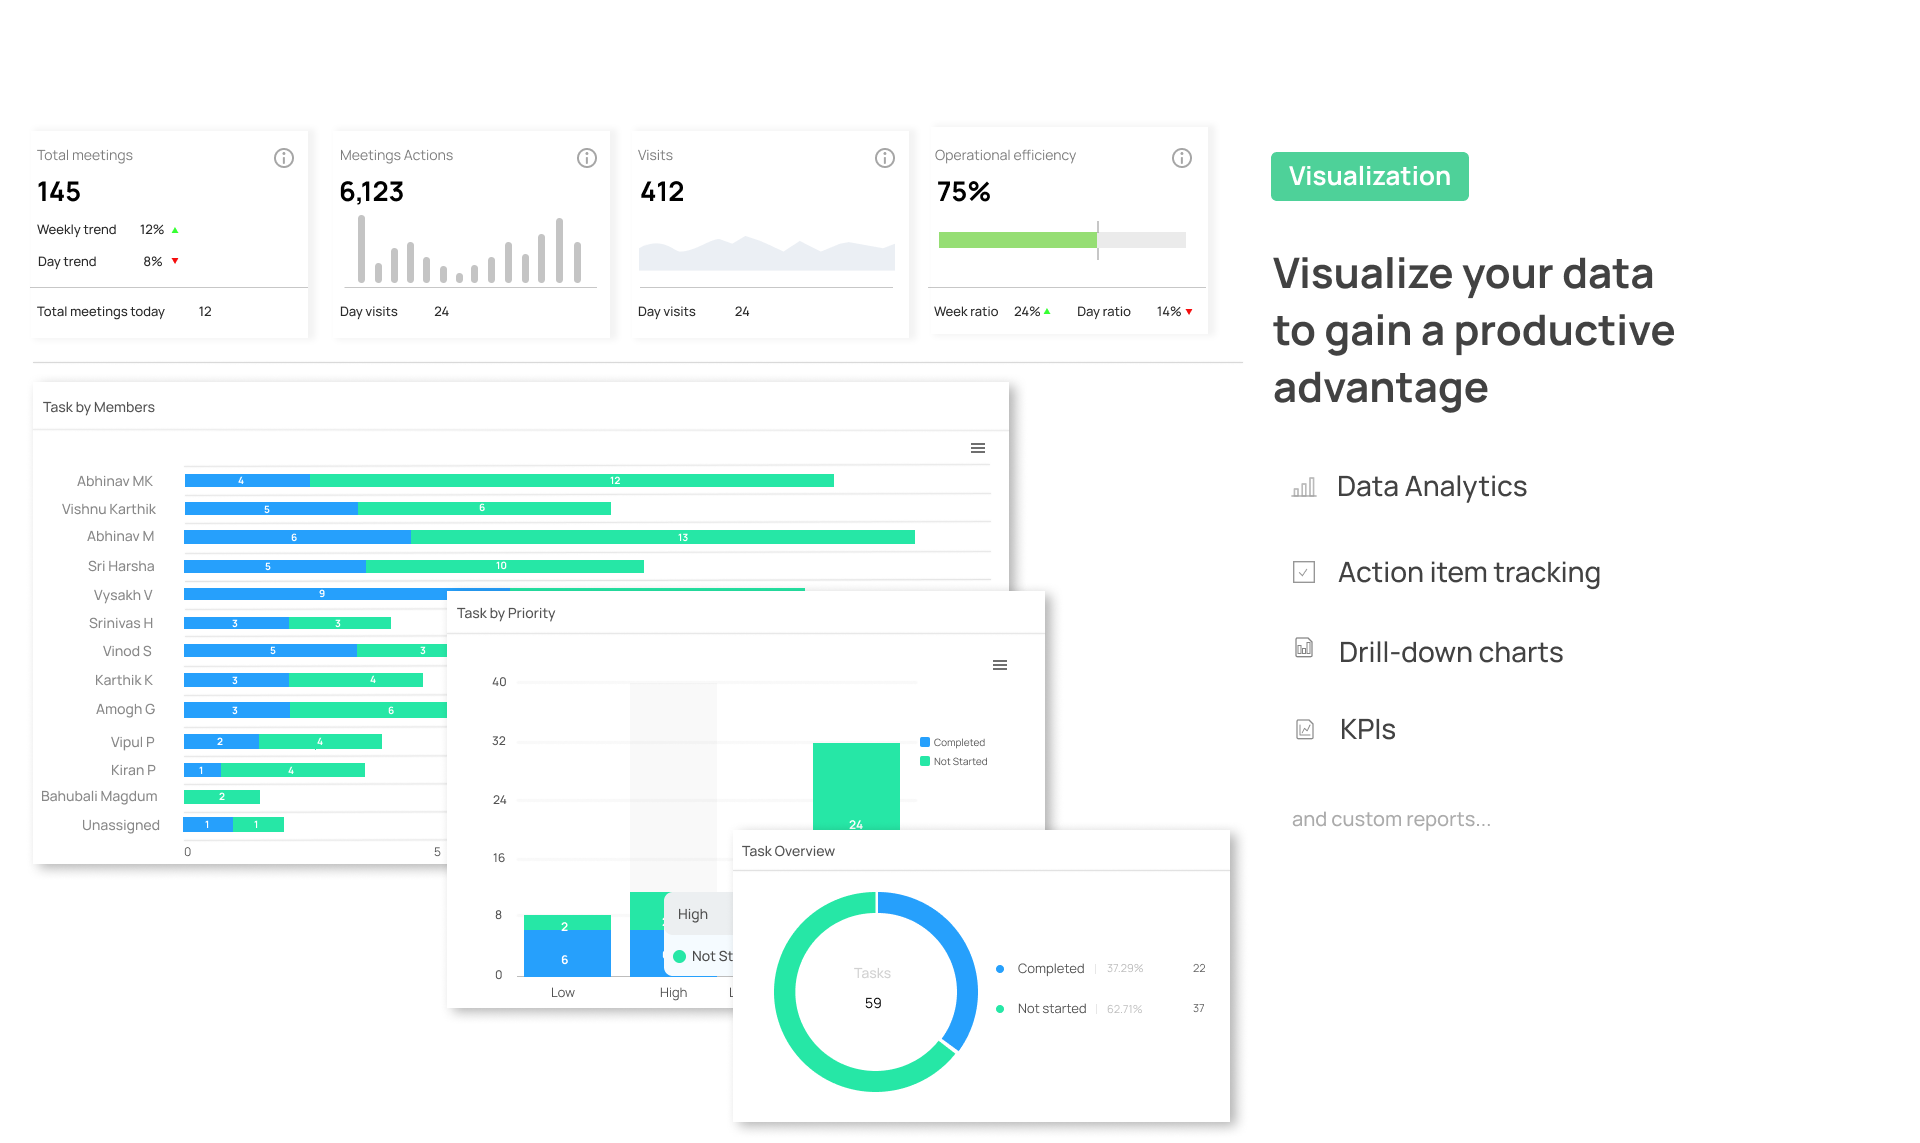 Total meetings
145
Weekly trend 12%
Day trend 8%
Total meetings today 12
Meetings Actions
6,123
Day visits 24
Visits
412
Day visits 24
Operational efficiency
75%
Week ratio 24% Day ratio 14%
Visualization
Visualize your data
to gain a productive
advantage
Data Analytics
Action item tracking
Drill-down charts
KPIs
and custom reports...
Task by Members
Abhinav MK 4 12
Vishnu Karthik 5 6
Abhinav M 6 13
Sri Harsha 5 10
Vysakh V 9
Srinivas H 3 3
Vinod S 5 3
Karthik K 3 4
Amogh G 3 6
Vipul P 2 4
Kiran P 1 4
Bahubali Magdum 2
Unassigned 1 1
0 5
Task by Priority
40
32
24
16
8
0
Completed
Not Started
24
2
6
High
Not St
Low High
Task Overview
Tasks
59
Completed 37.29% 22
Not started 62.71% 37